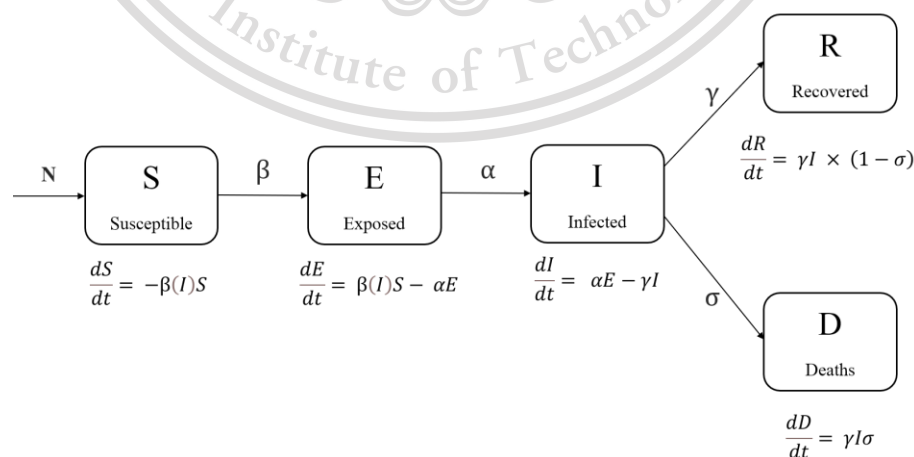 Institute of Technol
N
S
Susceptible
β
E
Exposed
α
I
Infected
γ
R
Recovered
σ
D
Deaths
dS/dt = −β(I)S
dE/dt = β(I)S − αE
dI/dt = αE − γI
dR/dt = γI × (1 − σ)
dD/dt = γIσ